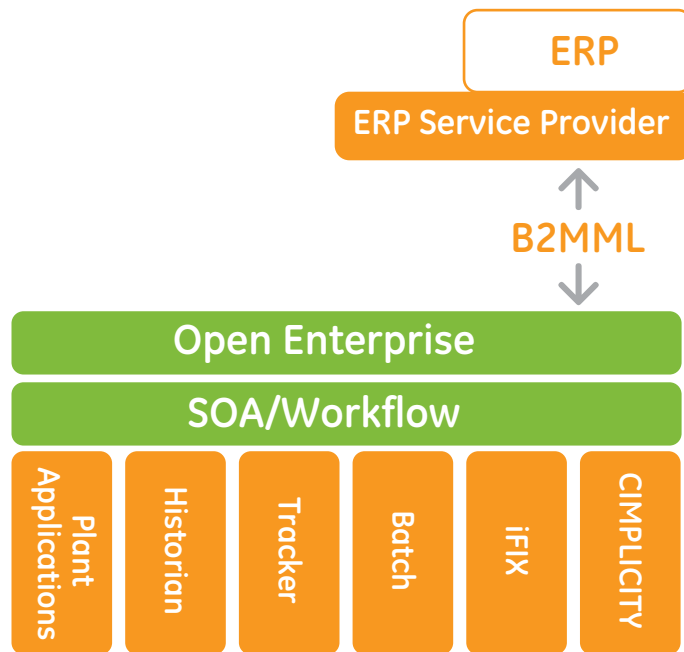 ERP
ERP Service Provider
B2MML
Open Enterprise
SOA/Workflow
Plant
Applications
Historian
Tracker
Batch
iFIX
CIMPLICITY